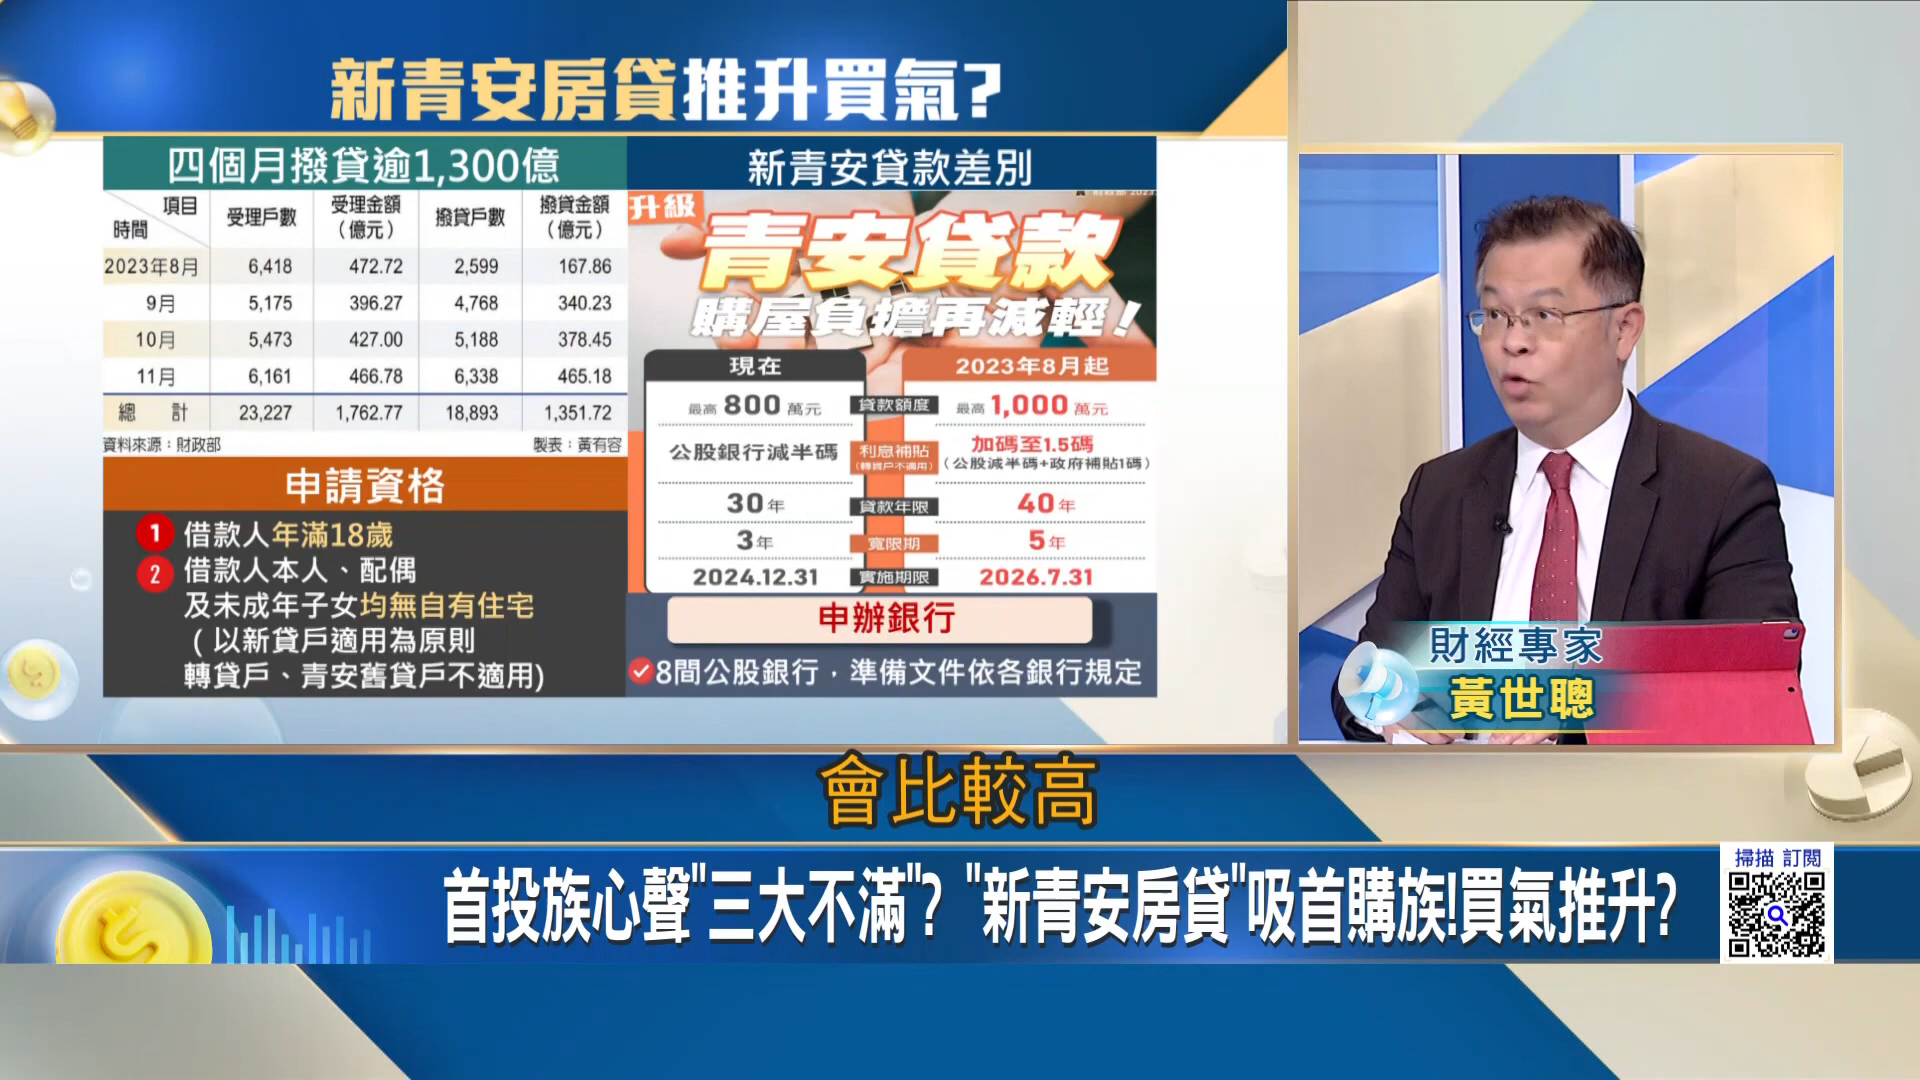 新青安房貸推升買氣?
四個月撥貸逾1,300億
項目
時間
受理戶數
受理金額
(億元)
撥貸戶數
撥貸金額
(億元)
2023年8月 6,418 472.72 2,599 167.86
9月 5,175 396.27 4,768 340.23
10月 5,473 427.00 5,188 378.45
11月 6,161 466.78 6,338 465.18
總計 23,227 1,762.77 18,893 1,351.72
資料來源：財政部 製表：黃有容
申請資格
1 借款人年滿18歲
2 借款人本人、配偶
及未成年子女均無自有住宅
(以新貸戶適用為原則
轉貸戶、青安舊貸戶不適用)
新青安貸款差別
升級
青安貸款
購屋負擔再減輕!
現在 2023年8月起
最高800萬元 貸款額度 最高1,000萬元
公股銀行減半碼 利息補貼 加碼至1.5碼
(轉貸戶不適用) (公股減半碼+政府補貼1碼)
30年 貸款年限 40年
3年 寬限期 5年
2024.12.31 實施期限 2026.7.31
申辦銀行
8間公股銀行，準備文件依各銀行規定
財經專家
黃世聰
會比較高
首投族心聲"三大不滿"? "新青安房貸"吸首購族!買氣推升?
掃描 訂閱